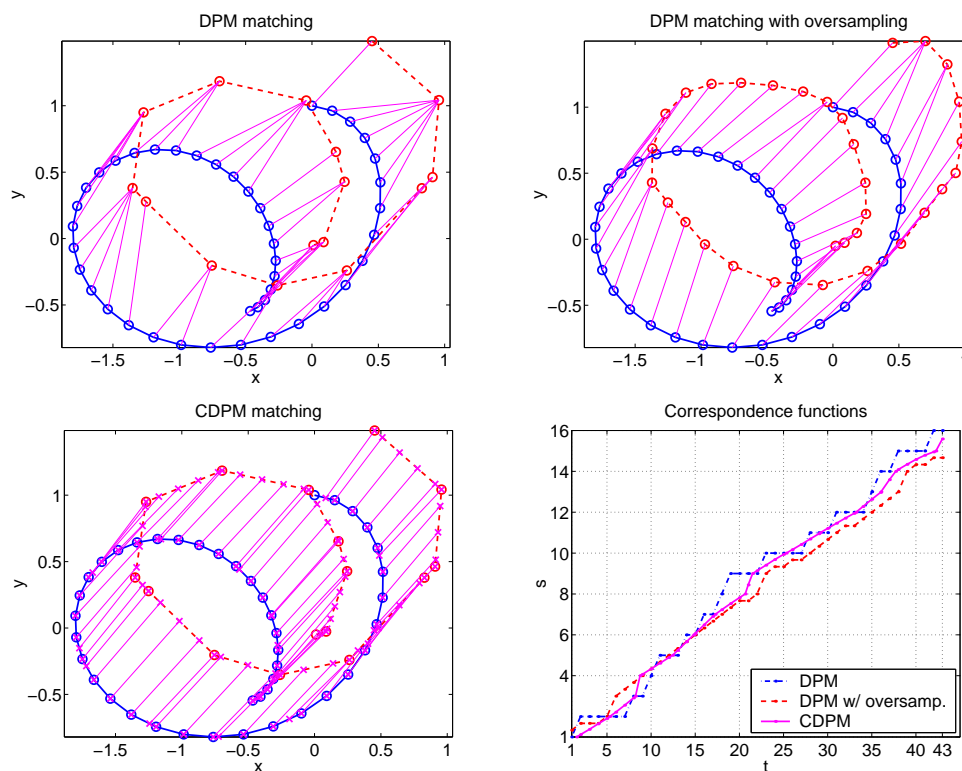 DPM matching
1
0.5
y
0
−0.5
−1.5 −1 −0.5 0 0.5 1
x
DPM matching with oversampling
1
0.5
y
0
−0.5
−1.5 −1 −0.5 0 0.5 1
x
CDPM matching
1
0.5
y
0
−0.5
−1.5 −1 −0.5 0 0.5 1
x
Correspondence functions
16
14
12
10
s
8
6
4
1
1 5 10 15 20 25 30 35 40 43
t
DPM
DPM w/ oversamp.
CDPM